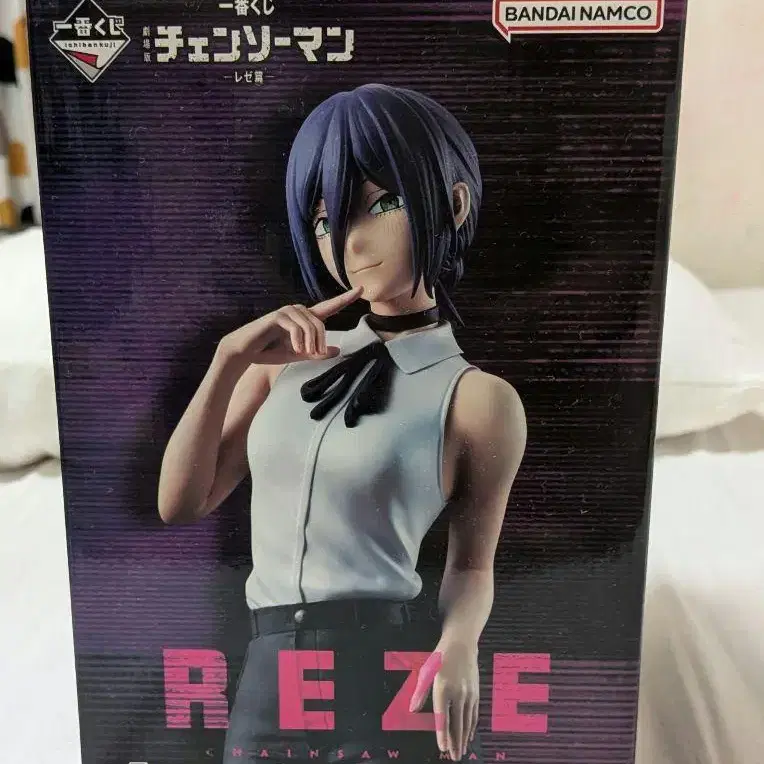 一番くじ
ichibankuji
一番くじ
劇場版 チェンソーマン
―レゼ篇―
BANDAI NAMCO
REZE
CHAINSAW MAN